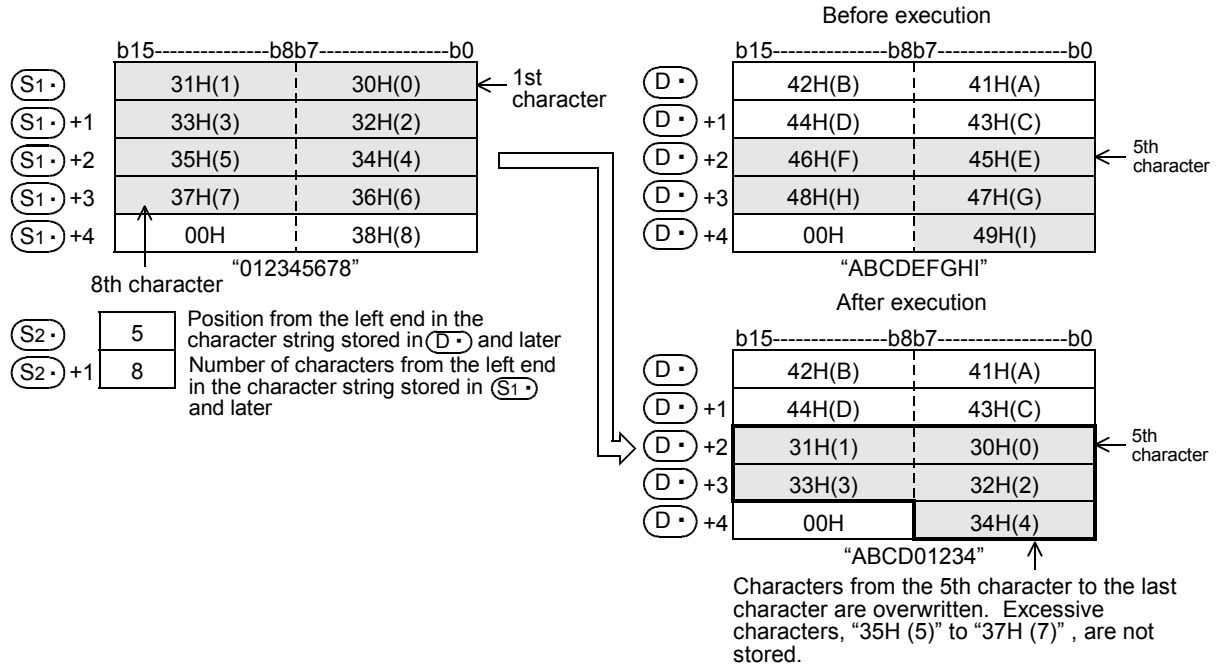 b15----------------b8b7------------------b0
S1· 31H(1) 30H(0) 1st character
S1· +1 33H(3) 32H(2)
S1· +2 35H(5) 34H(4)
S1· +3 37H(7) 36H(6)
S1· +4 00H 38H(8)
"012345678"
8th character
S2· 5 Position from the left end in the
character string stored in D· and later
S2· +1 8 Number of characters from the left end
in the character string stored in S1·
and later
Before execution
b15----------------b8b7------------------b0
D· 42H(B) 41H(A)
D· +1 44H(D) 43H(C)
D· +2 46H(F) 45H(E) 5th character
D· +3 48H(H) 47H(G)
D· +4 00H 49H(I)
"ABCDEFGHI"
After execution
b15----------------b8b7------------------b0
D· 42H(B) 41H(A)
D· +1 44H(D) 43H(C)
D· +2 31H(1) 30H(0) 5th character
D· +3 33H(3) 32H(2)
D· +4 00H 34H(4)
"ABCD01234"
Characters from the 5th character to the last
character are overwritten. Excessive
characters, "35H (5)" to "37H (7)" , are not
stored.